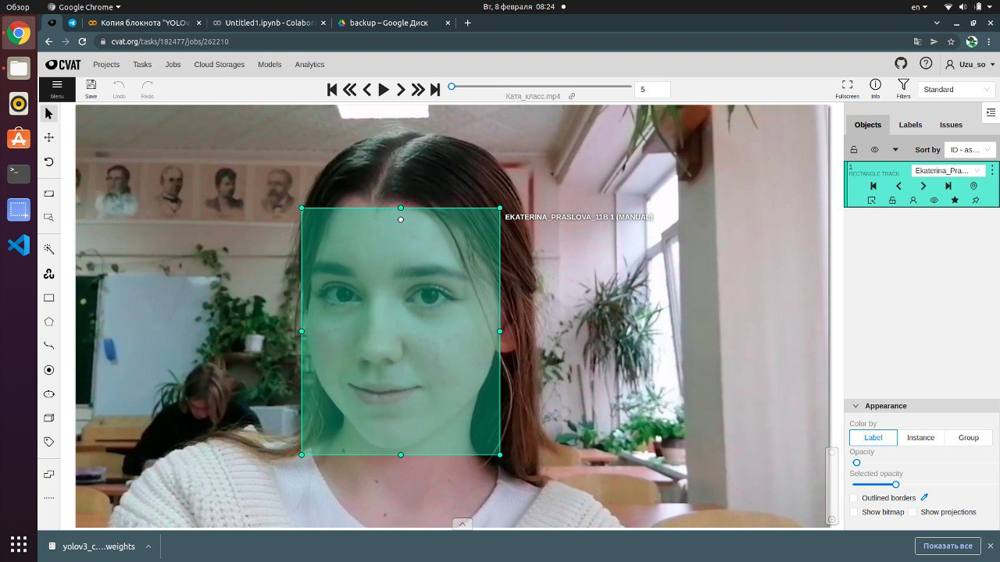 Обзор
Google Chrome
Вт, 8 февраля 08:24
en
Копия блокнота "YOLOv
Untitled1.ipynb - Colabora
backup – Google Диск
cvat.org/tasks/182477/jobs/262210
CVAT
Projects
Tasks
Jobs
Cloud Storages
Models
Analytics
Uzu_so
Menu
Save
Undo
Redo
Катя_класс.mp4
5
Fullscreen
Info
Filters
Standard
Objects
Labels
Issues
Sort by
ID - as...
1
RECTANGLE TRACK
Ekaterina_Pra...
EKATERINA_PRASLOVA_11B 1 (MANUAL)
Appearance
Color by
Label
Instance
Group
Opacity
Selected opacity
Outlined borders
Show bitmap
Show projections
yolov3_c....weights
Показать все